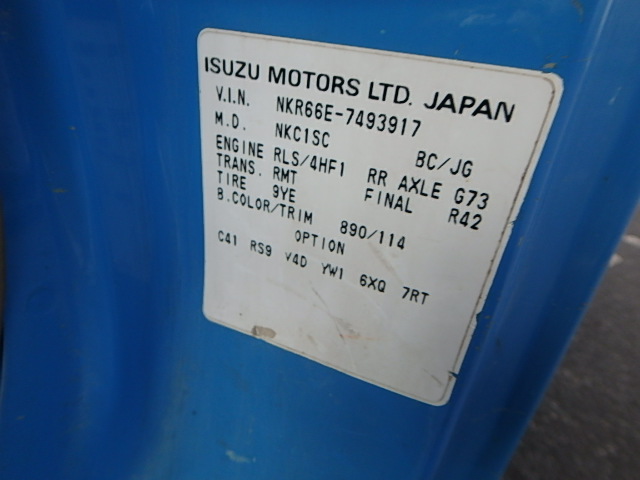 ISUZU MOTORS LTD. JAPAN
V.I.N. NKR66E-7493917
M.D. NKC1SC BC/JG
ENGINE RLS/4HF1 RR AXLE G73
TRANS. RMT FINAL R42
TIRE 9YE
B.COLOR/TRIM 890/114
OPTION
C41 RS9 V4D YW1 6XQ 7RT